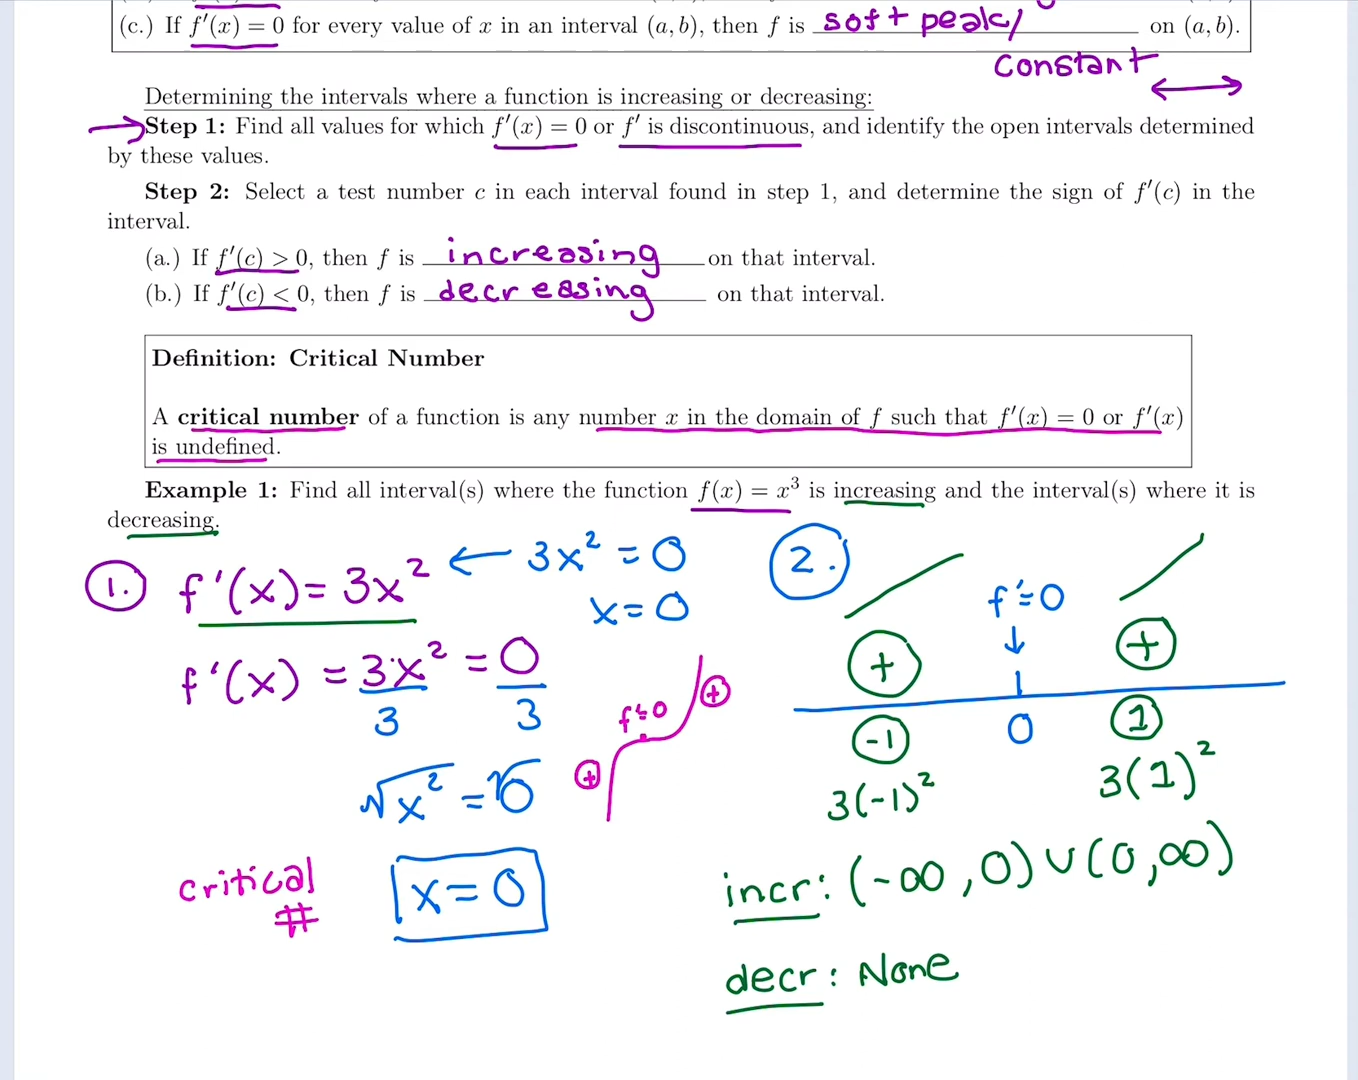 (c.) If f'(x) = 0 for every value of x in an interval (a, b), then f is soft peak/ on (a, b).
constant
Determining the intervals where a function is increasing or decreasing:
Step 1: Find all values for which f'(x) = 0 or f' is discontinuous, and identify the open intervals determined
by these values.
Step 2: Select a test number c in each interval found in step 1, and determine the sign of f'(c) in the
interval.
(a.) If f'(c) > 0, then f is increasing on that interval.
(b.) If f'(c) < 0, then f is decreasing on that interval.
Definition: Critical Number
A critical number of a function is any number x in the domain of f such that f'(x) = 0 or f'(x)
is undefined.
Example 1: Find all interval(s) where the function f(x) = x³ is increasing and the interval(s) where it is
decreasing.
1. f'(x) = 3x² ← 3x² = 0
x = 0
f'(x) = 3x² = 0
3 3
√x² = √0
critical
#
x = 0
f' = 0
+
+
2.
f' = 0
↓
+ +
-1 0 1
3(-1)² 3(1)²
incr: (-∞, 0) ∪ (0, ∞)
decr: None